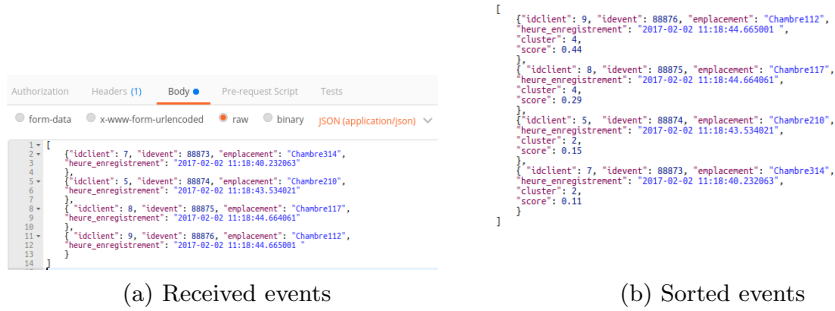 Authorization Headers (1) Body Pre-request Script Tests
form-data x-www-form-urlencoded raw binary JSON (application/json)
1 [
2 {"idclient": 7, "idevent": 88873, "emplacement": "Chambre314",
3 "heure_enregistrement": "2017-02-02 11:18:40.232063"
4 },
5 {"idclient": 5, "idevent": 88874, "emplacement": "Chambre210",
6 "heure_enregistrement": "2017-02-02 11:18:43.534021"
7 },
8 { "idclient": 8, "idevent": 88875, "emplacement": "Chambre117",
9 "heure_enregistrement": "2017-02-02 11:18:44.664061"
10 },
11 { "idclient": 9, "idevent": 88876, "emplacement": "Chambre112",
12 "heure_enregistrement": "2017-02-02 11:18:44.665001 "
13 }
14 ]
(a) Received events
[
{"idclient": 9, "idevent": 88876, "emplacement": "Chambre112",
"heure_enregistrement": "2017-02-02 11:18:44.665001 ",
"cluster": 4,
"score": 0.44
},
{ "idclient": 8, "idevent": 88875, "emplacement": "Chambre117",
"heure_enregistrement": "2017-02-02 11:18:44.664061",
"cluster": 4,
"score": 0.29
},
{"idclient": 5, "idevent": 88874, "emplacement": "Chambre210",
"heure_enregistrement": "2017-02-02 11:18:43.534021",
"cluster": 2,
"score": 0.15
},
{"idclient": 7, "idevent": 88873, "emplacement": "Chambre314",
"heure_enregistrement": "2017-02-02 11:18:40.232063",
"cluster": 2,
"score": 0.11
}
]
(b) Sorted events